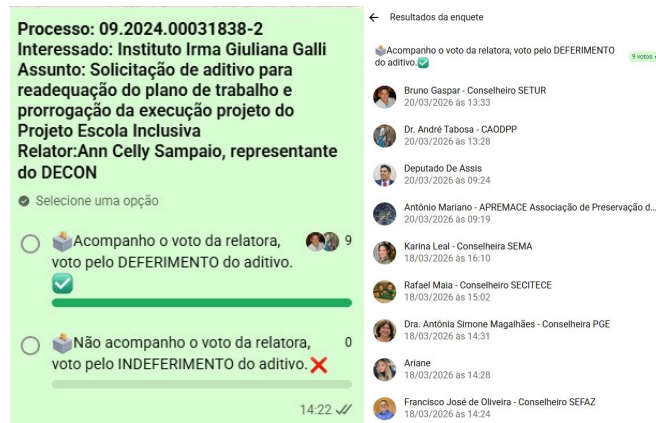 Processo: 09.2024.00031838-2
Interessado: Instituto Irma Giuliana Galli
Assunto: Solicitação de aditivo para
readequação do plano de trabalho e
prorrogação da execução projeto do
Projeto Escola Inclusiva
Relator:Ann Celly Sampaio, representante
do DECON
Selecione uma opção
🗳️Acompanho o voto da relatora, 9
voto pelo DEFERIMENTO do aditivo.
✅
🗳️Não acompanho o voto da relatora, 0
voto pelo INDEFERIMENTO do aditivo.❌
14:22
Resultados da enquete
🗳️Acompanho o voto da relatora, voto pelo DEFERIMENTO
do aditivo.✅
9 votos
Bruno Gaspar - Conselheiro SETUR
20/03/2026 às 13:33
Dr. André Tabosa - CAODPP
20/03/2026 às 13:28
Deputado De Assis
20/03/2026 às 09:24
Antônio Mariano - APREMACE Associação de Preservação d...
20/03/2026 às 09:19
Karina Leal - Conselheira SEMA
18/03/2026 às 16:10
Rafael Maia - Conselheiro SECITECE
18/03/2026 às 15:02
Dra. Antônia Simone Magalhães - Conselheira PGE
18/03/2026 às 14:31
Ariane
18/03/2026 às 14:28
Francisco José de Oliveira - Conselheiro SEFAZ
18/03/2026 às 14:24